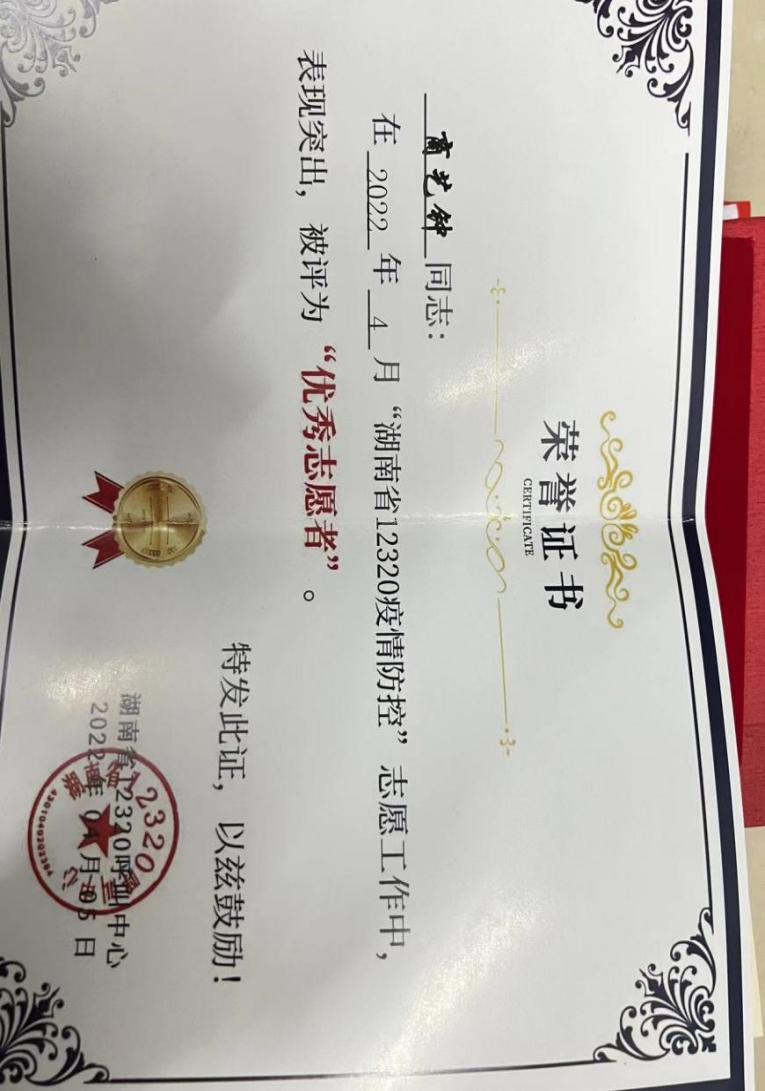 荣誉证书
CERTIFICATE
商艺钟同志：
在 2022 年 4 月“湖南省12320疫情防控”志愿工作中，
表现突出，被评为“优秀志愿者”。
特发此证，以兹鼓励！
湖南省12320呼叫中心
2022年04月05日